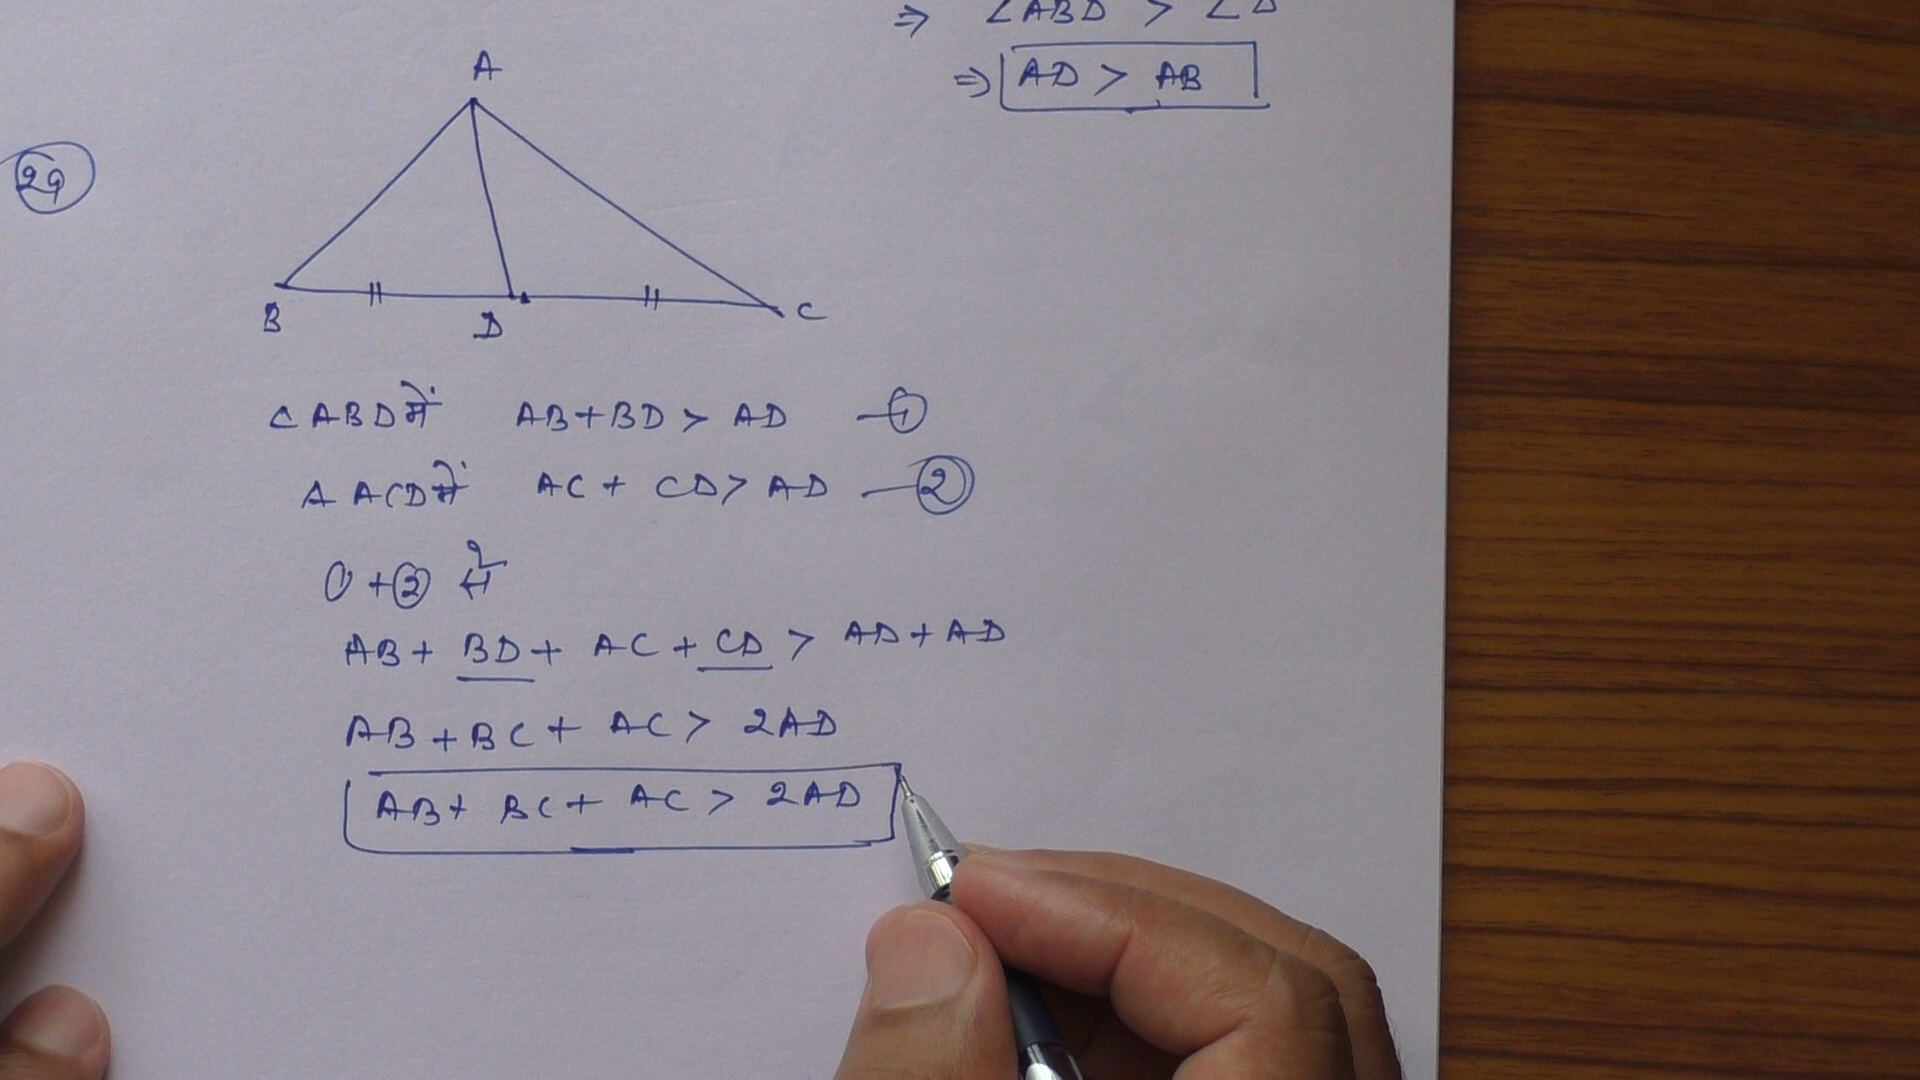 ⇒ ∠ABD > ∠
⇒ AD > AB
A
29
B D C
△ABD में AB+BD > AD —①
△ACD में AC + CD > AD —②
①+② से
AB + BD + AC + CD > AD + AD
AB + BC + AC > 2AD
AB + BC + AC > 2AD